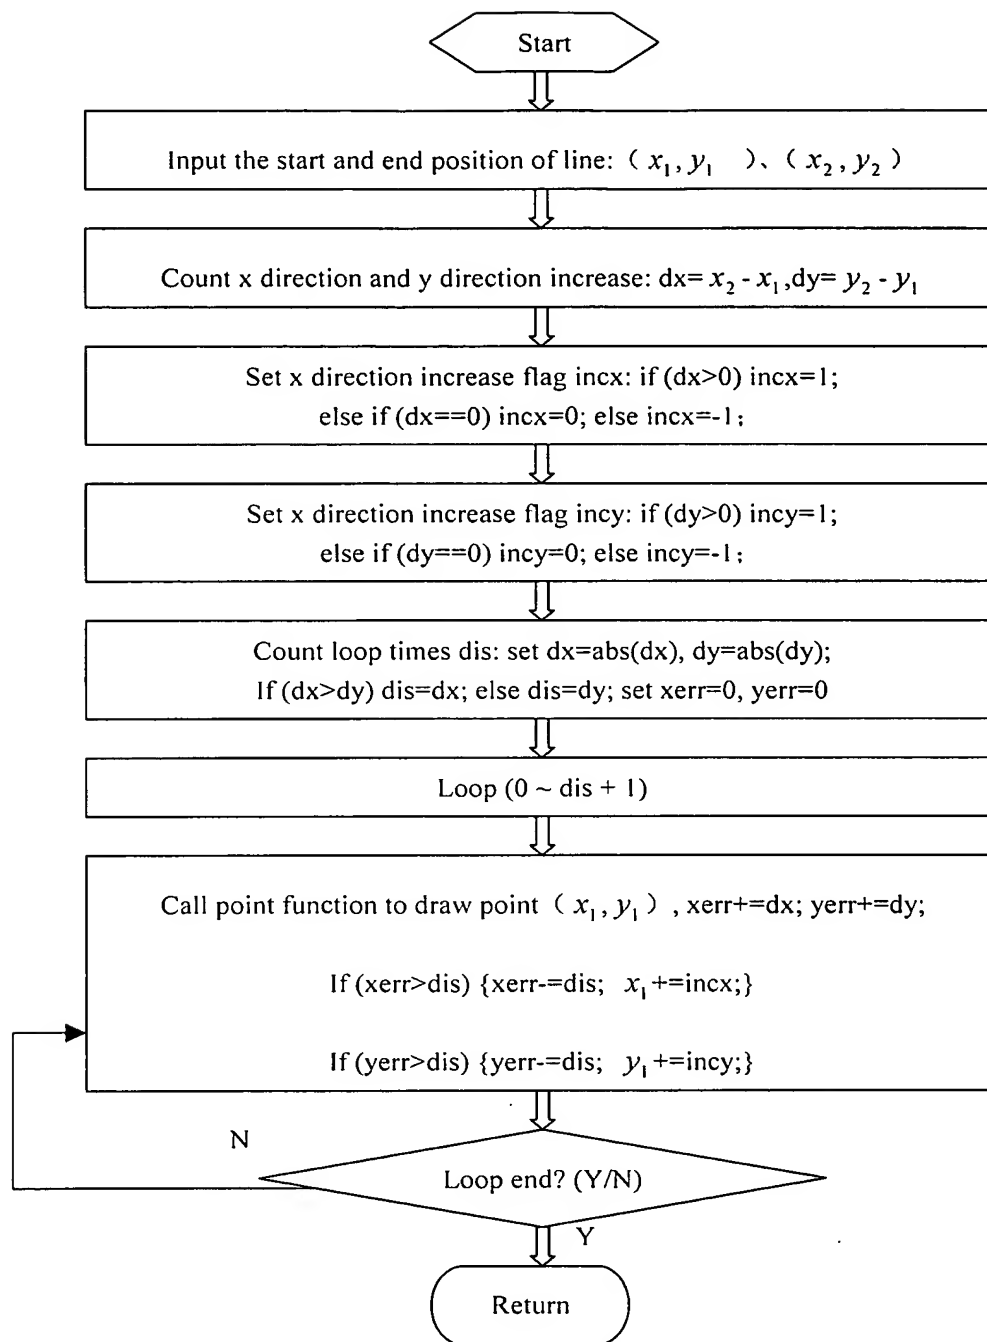 Start
Input the start and end position of line: ( x₁, y₁ )、( x₂, y₂ )
Count x direction and y direction increase: dx= x₂ - x₁,dy= y₂ - y₁
Set x direction increase flag incx: if (dx>0) incx=1;
else if (dx==0) incx=0; else incx=-1;
Set x direction increase flag incy: if (dy>0) incy=1;
else if (dy==0) incy=0; else incy=-1;
Count loop times dis: set dx=abs(dx), dy=abs(dy);
If (dx>dy) dis=dx; else dis=dy; set xerr=0, yerr=0
Loop (0 ~ dis + 1)
Call point function to draw point ( x₁, y₁ ) , xerr+=dx; yerr+=dy;
If (xerr>dis) {xerr-=dis; x₁+=incx;}
If (yerr>dis) {yerr-=dis; y₁+=incy;}
N
Loop end? (Y/N)
Y
Return